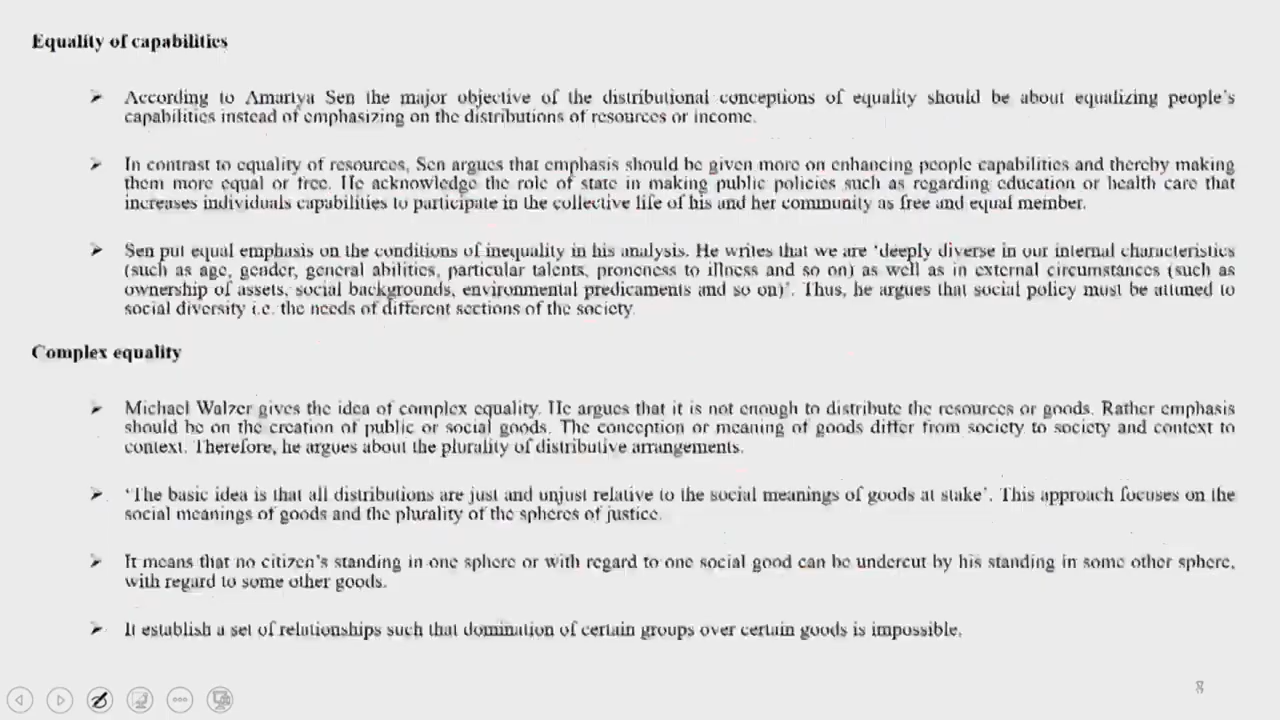 Equality of capabilities
➤ According to Amartya Sen the major objective of the distributional conceptions of equality should be about equalizing people's
capabilities instead of emphasizing on the distributions of resources or income.
➤ In contrast to equality of resources, Sen argues that emphasis should be given more on enhancing people capabilities and thereby making
them more equal or free. He acknowledge the role of state in making public policies such as regarding education or health care that
increases individuals capabilities to participate in the collective life of his and her community as free and equal member.
➤ Sen put equal emphasis on the conditions of inequality in his analysis. He writes that we are 'deeply diverse in our internal characteristics
(such as age, gender, general abilities, particular talents, proneness to illness and so on) as well as in external circumstances (such as
ownership of assets, social backgrounds, environmental predicaments and so on)'. Thus, he argues that social policy must be attuned to
social diversity i.e. the needs of different sections of the society.
Complex equality
➤ Michael Walzer gives the idea of complex equality. He argues that it is not enough to distribute the resources or goods. Rather emphasis
should be on the creation of public or social goods. The conception or meaning of goods differ from society to society and context to
context. Therefore, he argues about the plurality of distributive arrangements.
➤ 'The basic idea is that all distributions are just and unjust relative to the social meanings of goods at stake'. This approach focuses on the
social meanings of goods and the plurality of the spheres of justice.
➤ It means that no citizen's standing in one sphere or with regard to one social good can be undercut by his standing in some other sphere,
with regard to some other goods.
➤ It establish a set of relationships such that domination of certain groups over certain goods is impossible.
8